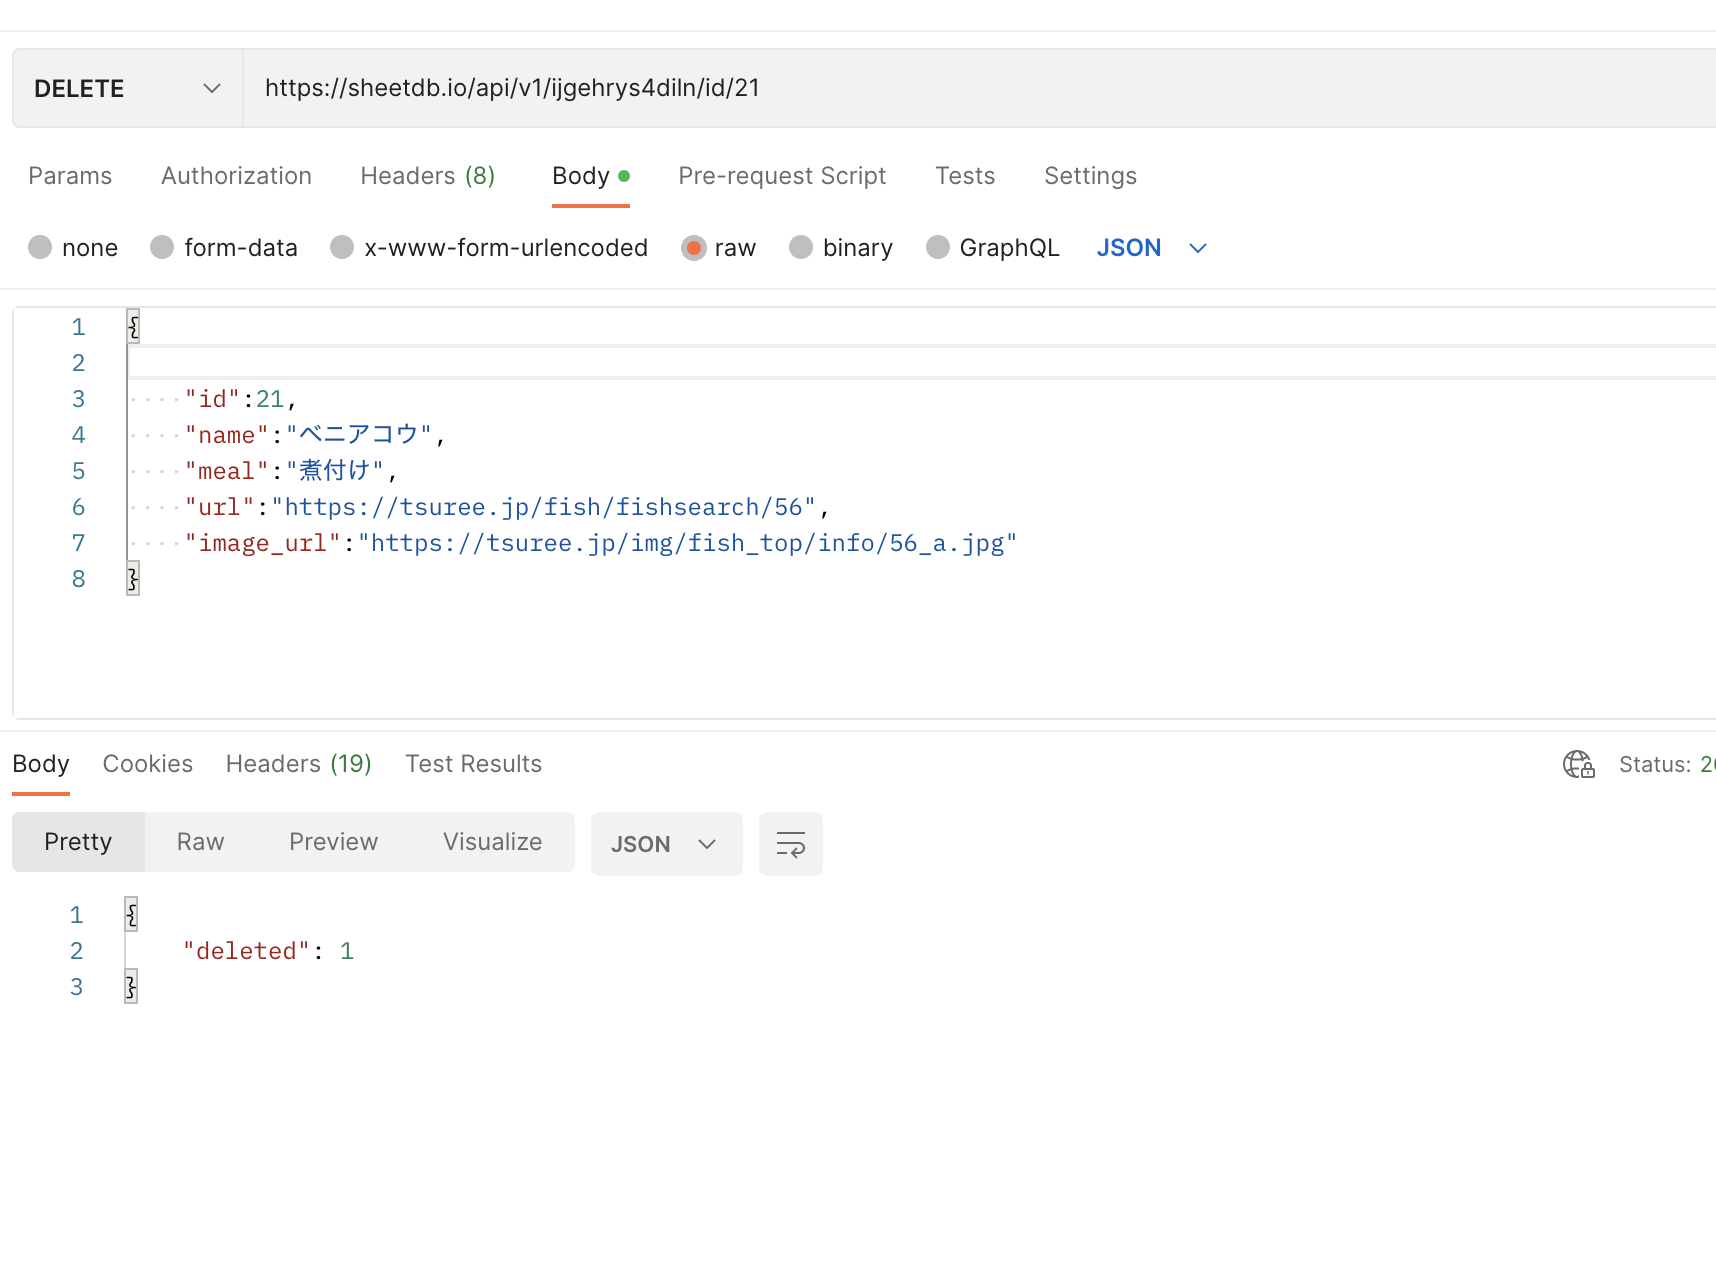 DELETE https://sheetdb.io/api/v1/ijgehrys4diln/id/21
Params Authorization Headers (8) Body Pre-request Script Tests Settings
none form-data x-www-form-urlencoded raw binary GraphQL JSON
1 {
2
3 "id":21,
4 "name":"ベニアコウ",
5 "meal":"煮付け",
6 "url":"https://tsuree.jp/fish/fishsearch/56",
7 "image_url":"https://tsuree.jp/img/fish_top/info/56_a.jpg"
8 }
Body Cookies Headers (19) Test Results Status:
Pretty Raw Preview Visualize JSON
1 {
2 "deleted": 1
3 }